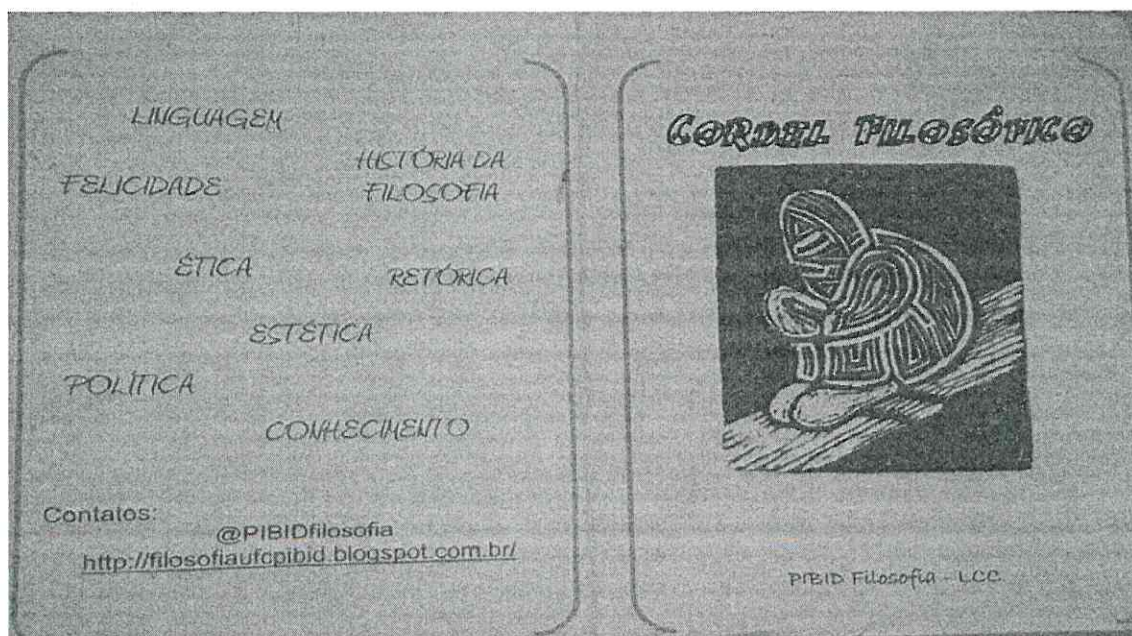 LINGUAGEM
FELICIDADE
HISTÓRIA DA
FILOSOFIA
ÉTICA
RETÓRICA
ESTÉTICA
POLÍTICA
CONHECIMENTO
Contatos:
@PIBIDfilosofia
http://filosofiaufcpibid.blogspot.com.br/
CORDEL FILOSÓFICO
PIBID Filosofia - LCC